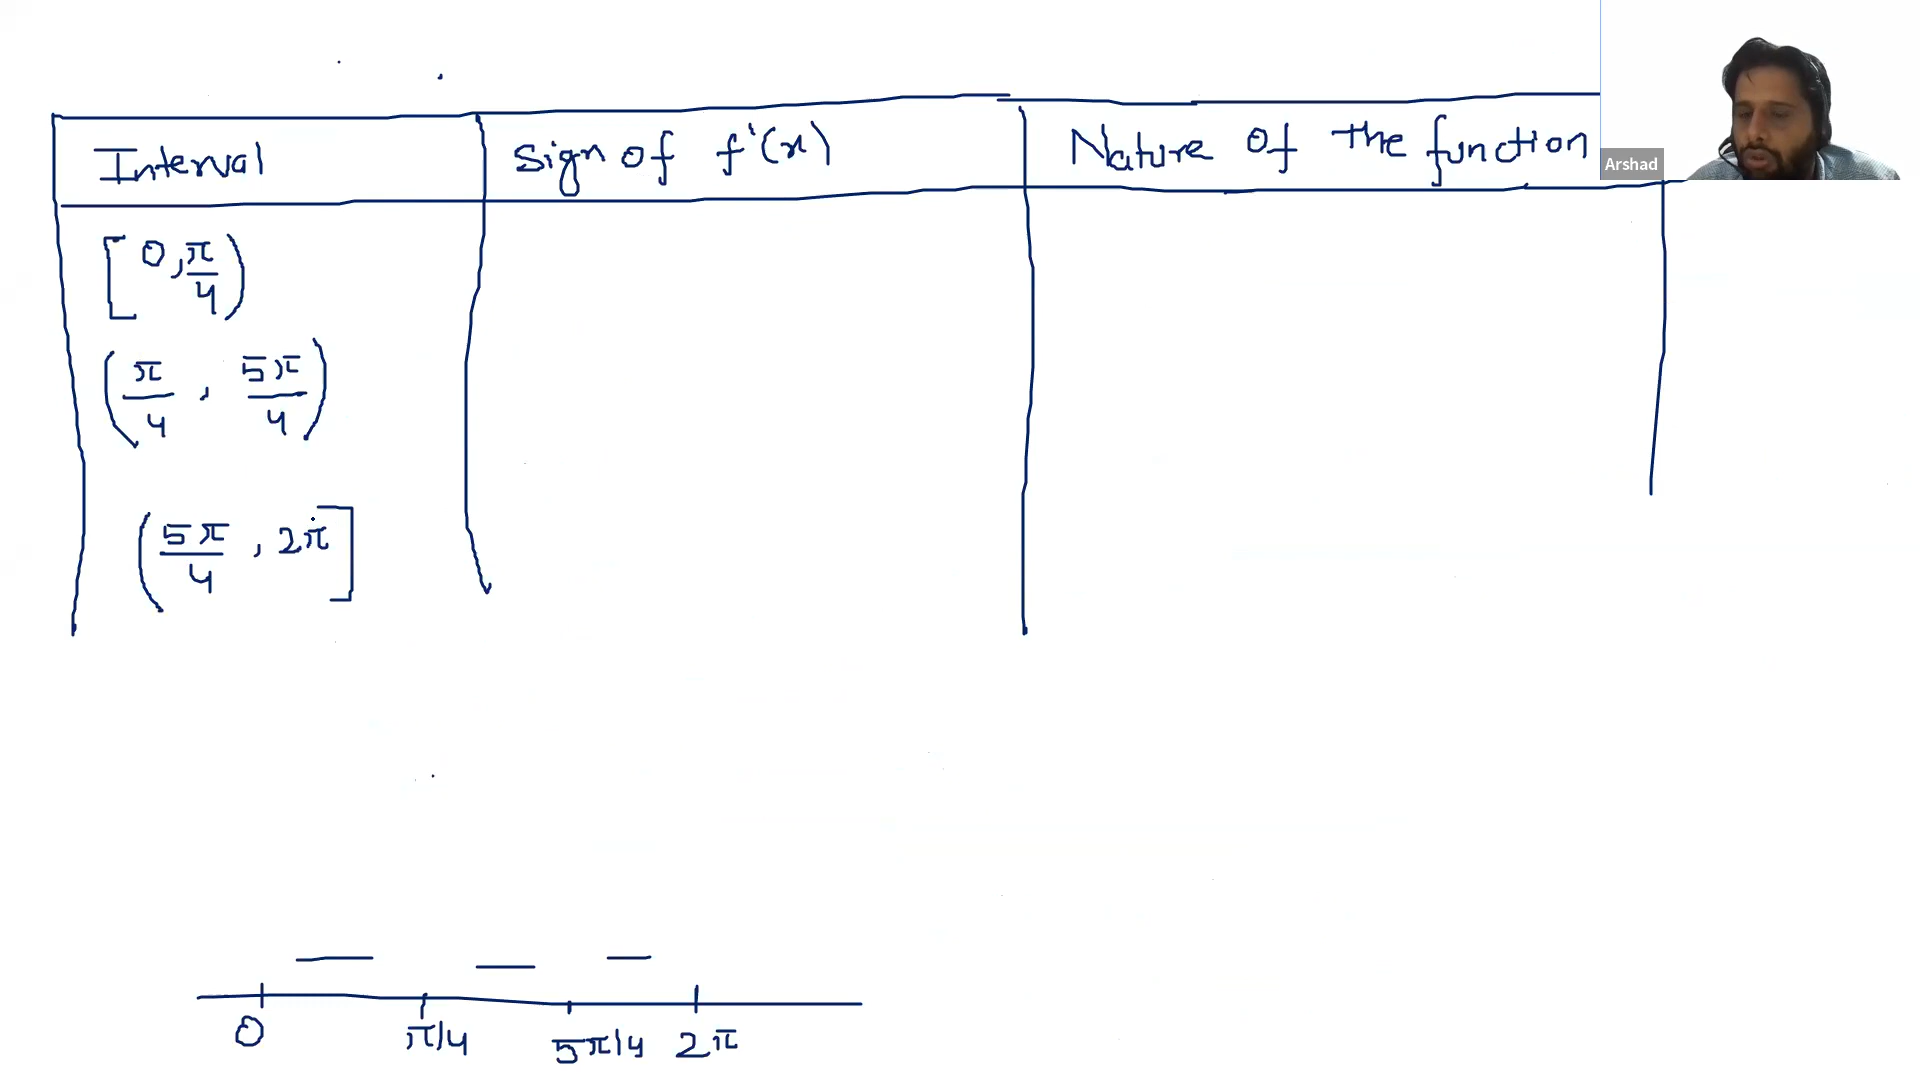 Interval Sign of f'(x) Nature of the function
Arshad
[0, π/4)
(π/4, 5π/4)
(5π/4, 2π]
0 π/4 5π/4 2π